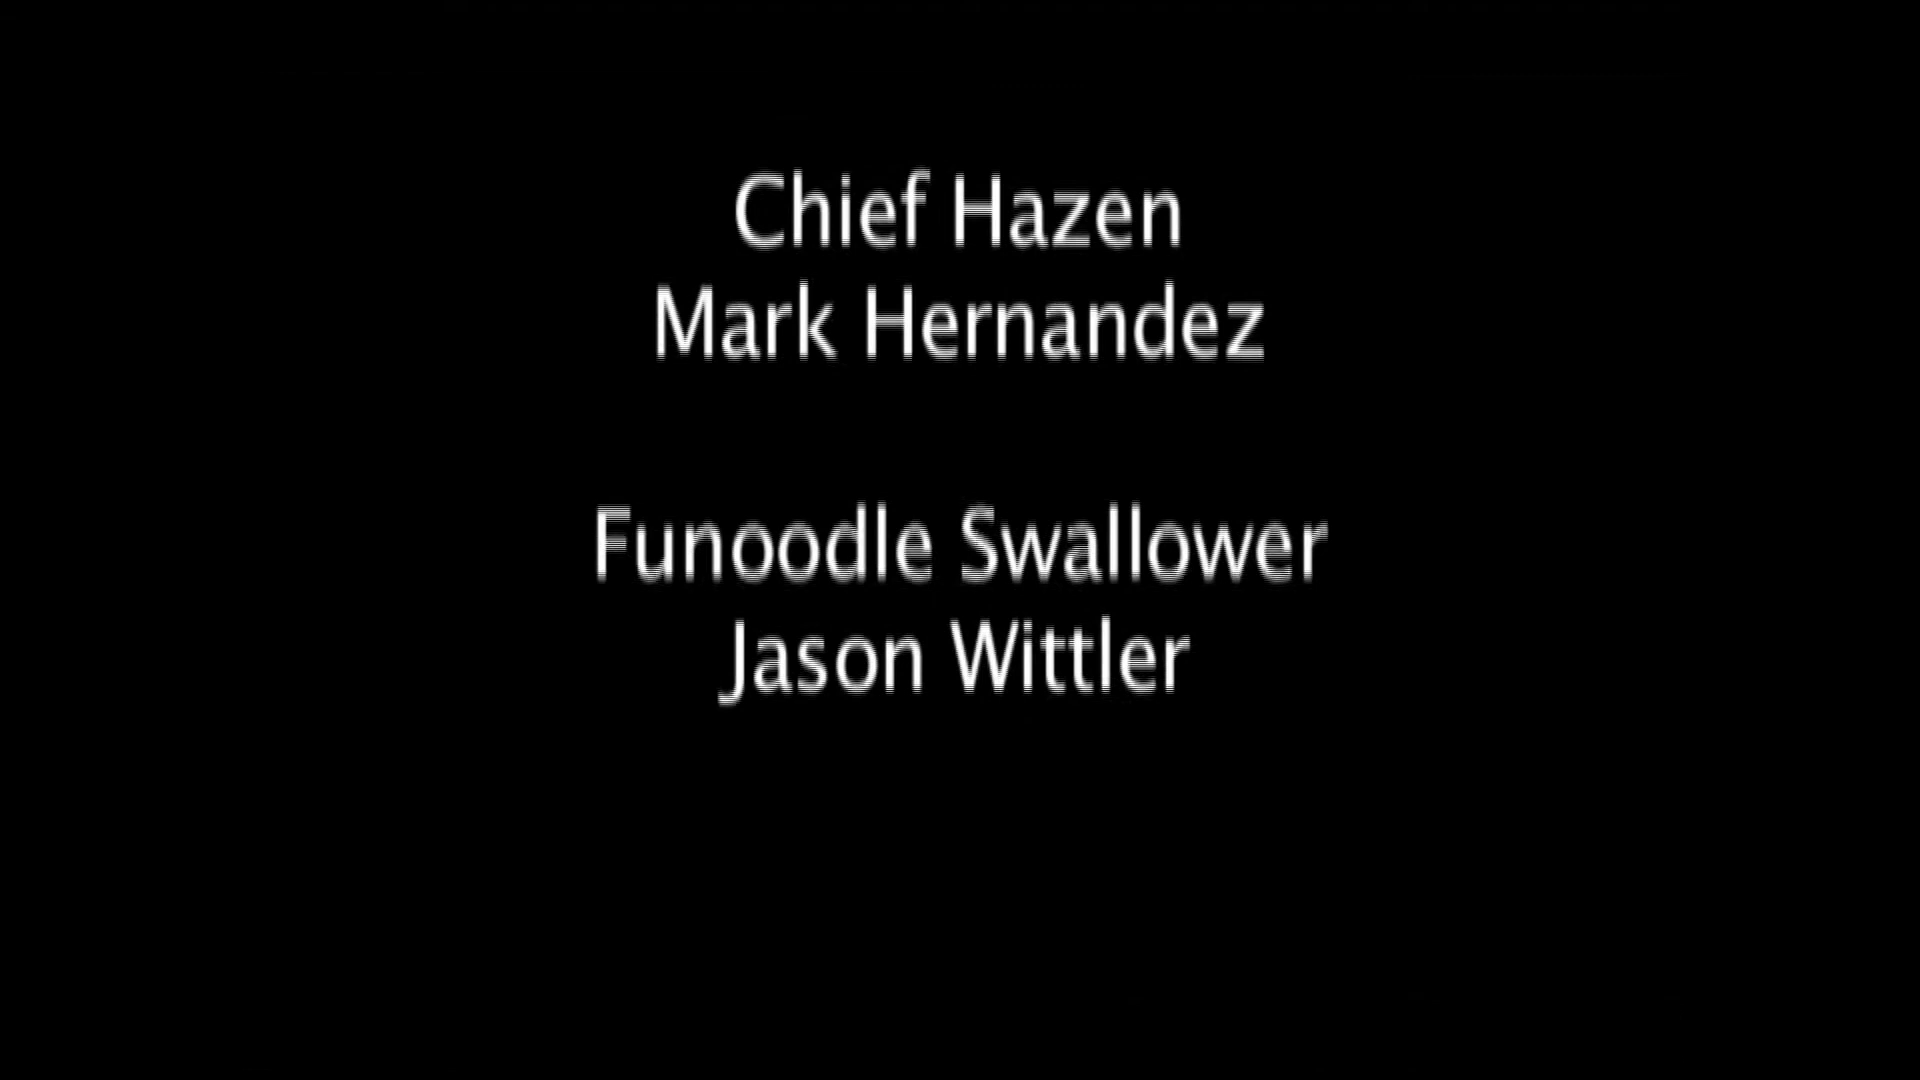 Chief Hazen
Mark Hernandez
Funoodle Swallower
Jason Wittler